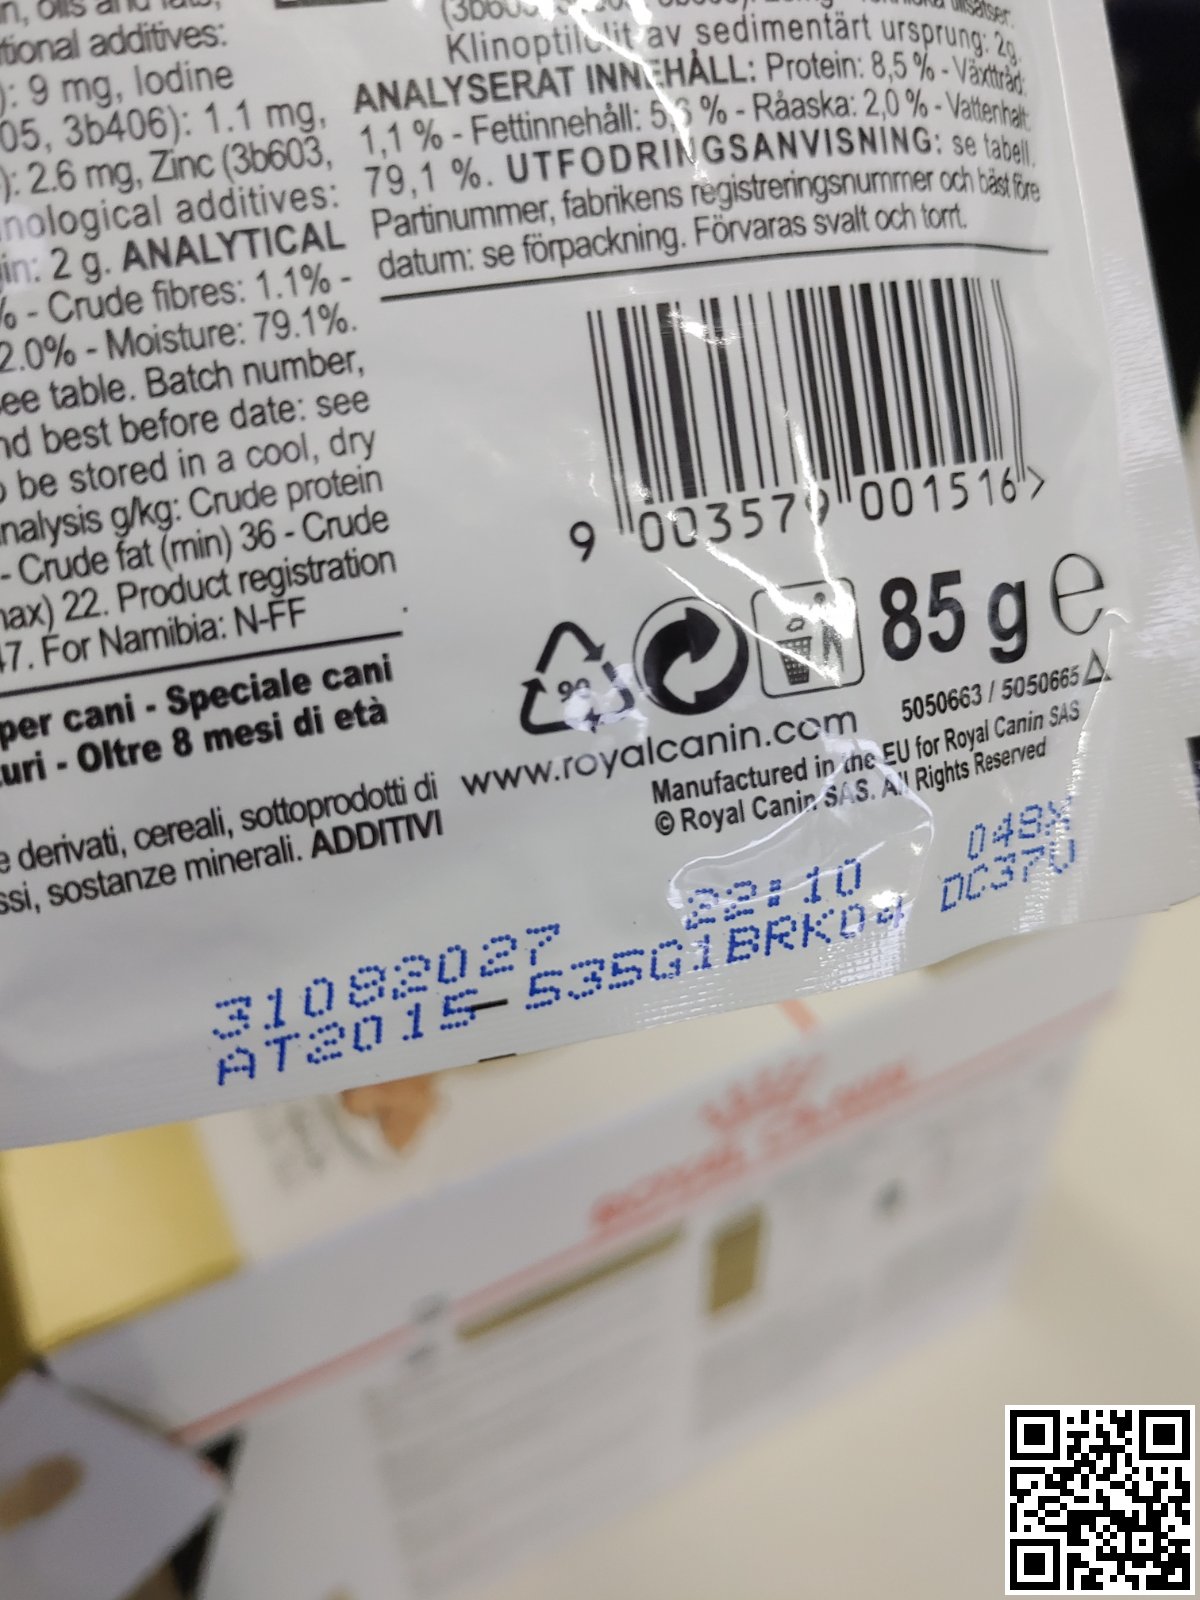 tional additives:
): 9 mg, Iodine
05, 3b406): 1.1 mg,
): 2.6 mg, Zinc (3b603,
nological additives:
in: 2 g. ANALYTICAL
% - Crude fibres: 1.1% -
2.0% - Moisture: 79.1%.
ee table. Batch number,
nd best before date: see
be stored in a cool, dry
nalysis g/kg: Crude protein
- Crude fat (min) 36 - Crude
max) 22. Product registration
47. For Namibia: N-FF
per cani - Speciale cani
turi - Oltre 8 mesi di età
e derivati, cereali, sottoprodotti di
ssi, sostanze minerali. ADDITIVI
Klinoptilolit av sedimentärt ursprung: 2g.
ANALYSERAT INNEHÅLL: Protein: 8,5 % - Växttråd:
1,1 % - Fettinnehåll: 5,6 % - Råaska: 2,0 % - Vattenhalt:
79,1 %. UTFODRINGSANVISNING: se tabell.
Partinummer, fabrikens registreringsnummer och bäst före
datum: se förpackning. Förvaras svalt och torrt.
9 003579 001516 >
90
85 g e
5050663 / 5050665
www.royalcanin.com
Manufactured in the EU for Royal Canin SAS
© Royal Canin SAS. All Rights Reserved
31082027 22:10 048X
AT2015 535G1BRK04 DC37U
ROYAL CANIN